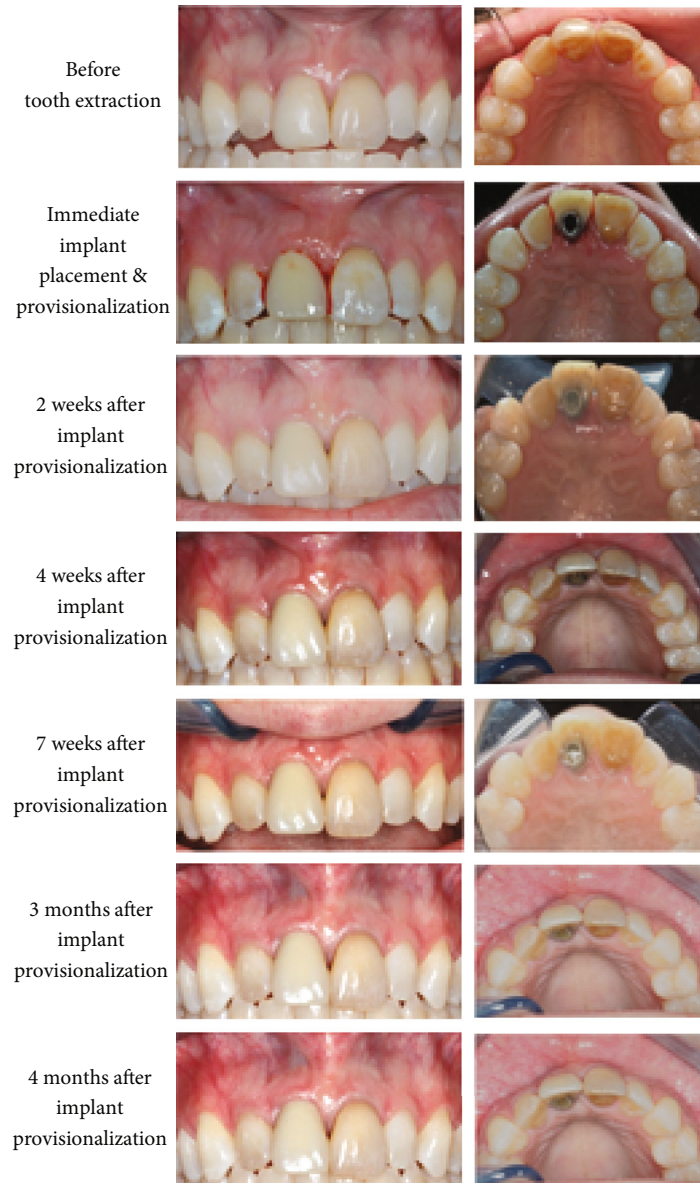 Before
tooth extraction
Immediate
implant
placement &
provisionalization
2 weeks after
implant
provisionalization
4 weeks after
implant
provisionalization
7 weeks after
implant
provisionalization
3 months after
implant
provisionalization
4 months after
implant
provisionalization